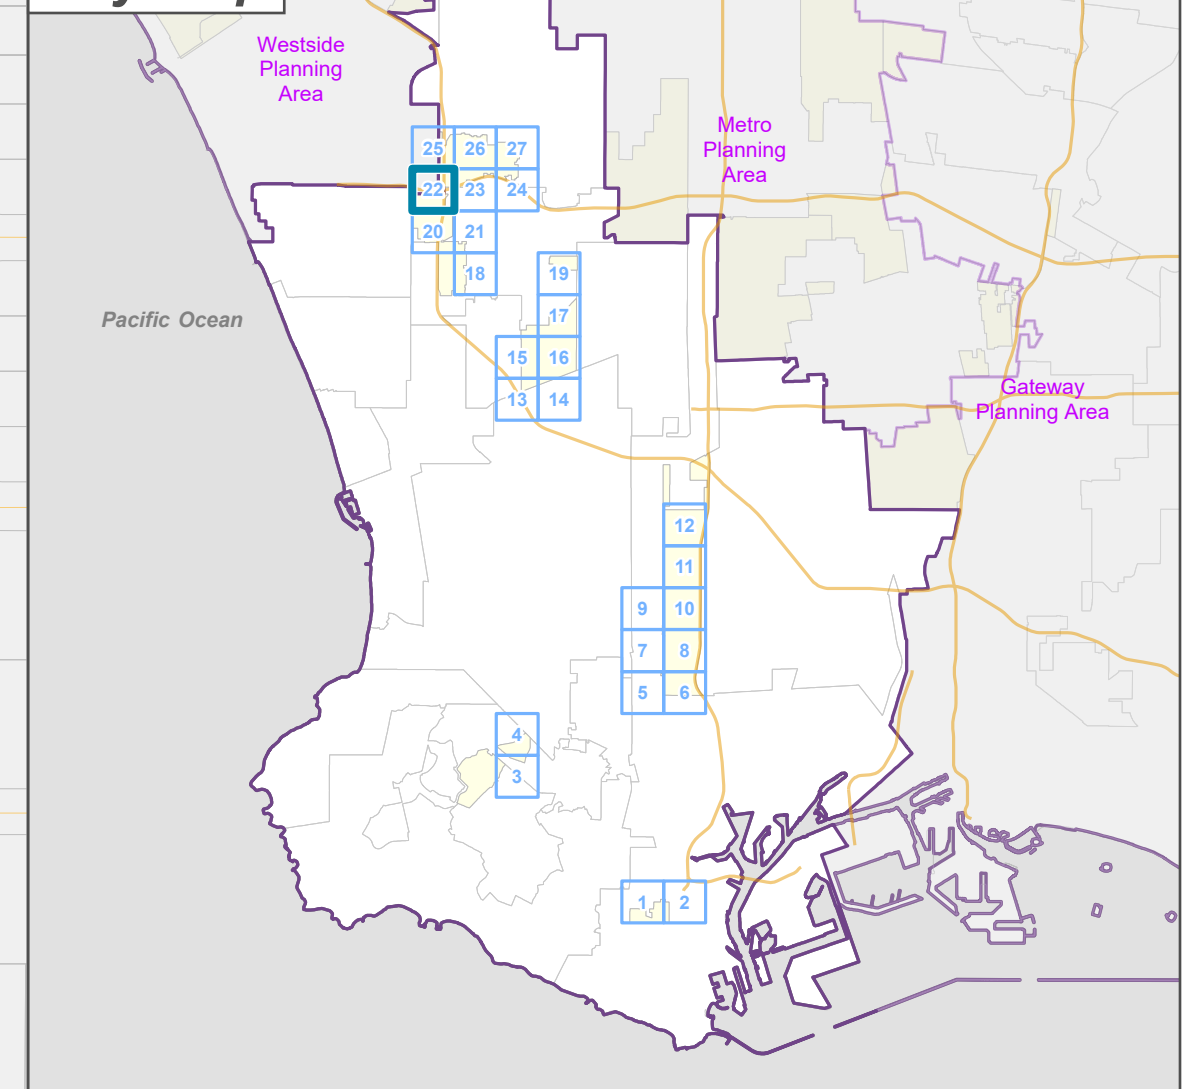 Westside
Planning
Area
Metro
Planning
Area
25 26 27
22 23 24
20 21
18 19
Pacific Ocean
17
15 16
Gateway
Planning Area
13 14
12
11
9 10
7 8
5 6
4
3
1 2